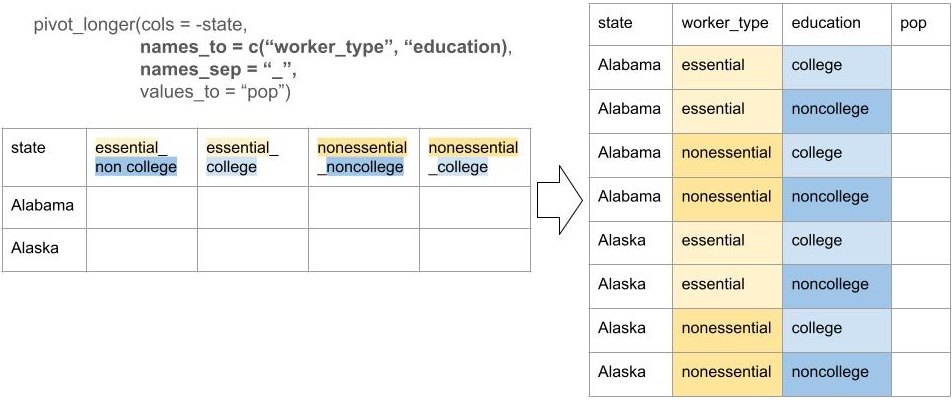 pivot_longer(cols = -state,
names_to = c(“worker_type”, “education),
names_sep = “_”,
values_to = “pop”)
state essential_ essential_ nonessential nonessential
non college college _noncollege _college
Alabama
Alaska
state worker_type education pop
Alabama essential college
Alabama essential noncollege
Alabama nonessential college
Alabama nonessential noncollege
Alaska essential college
Alaska essential noncollege
Alaska nonessential college
Alaska nonessential noncollege